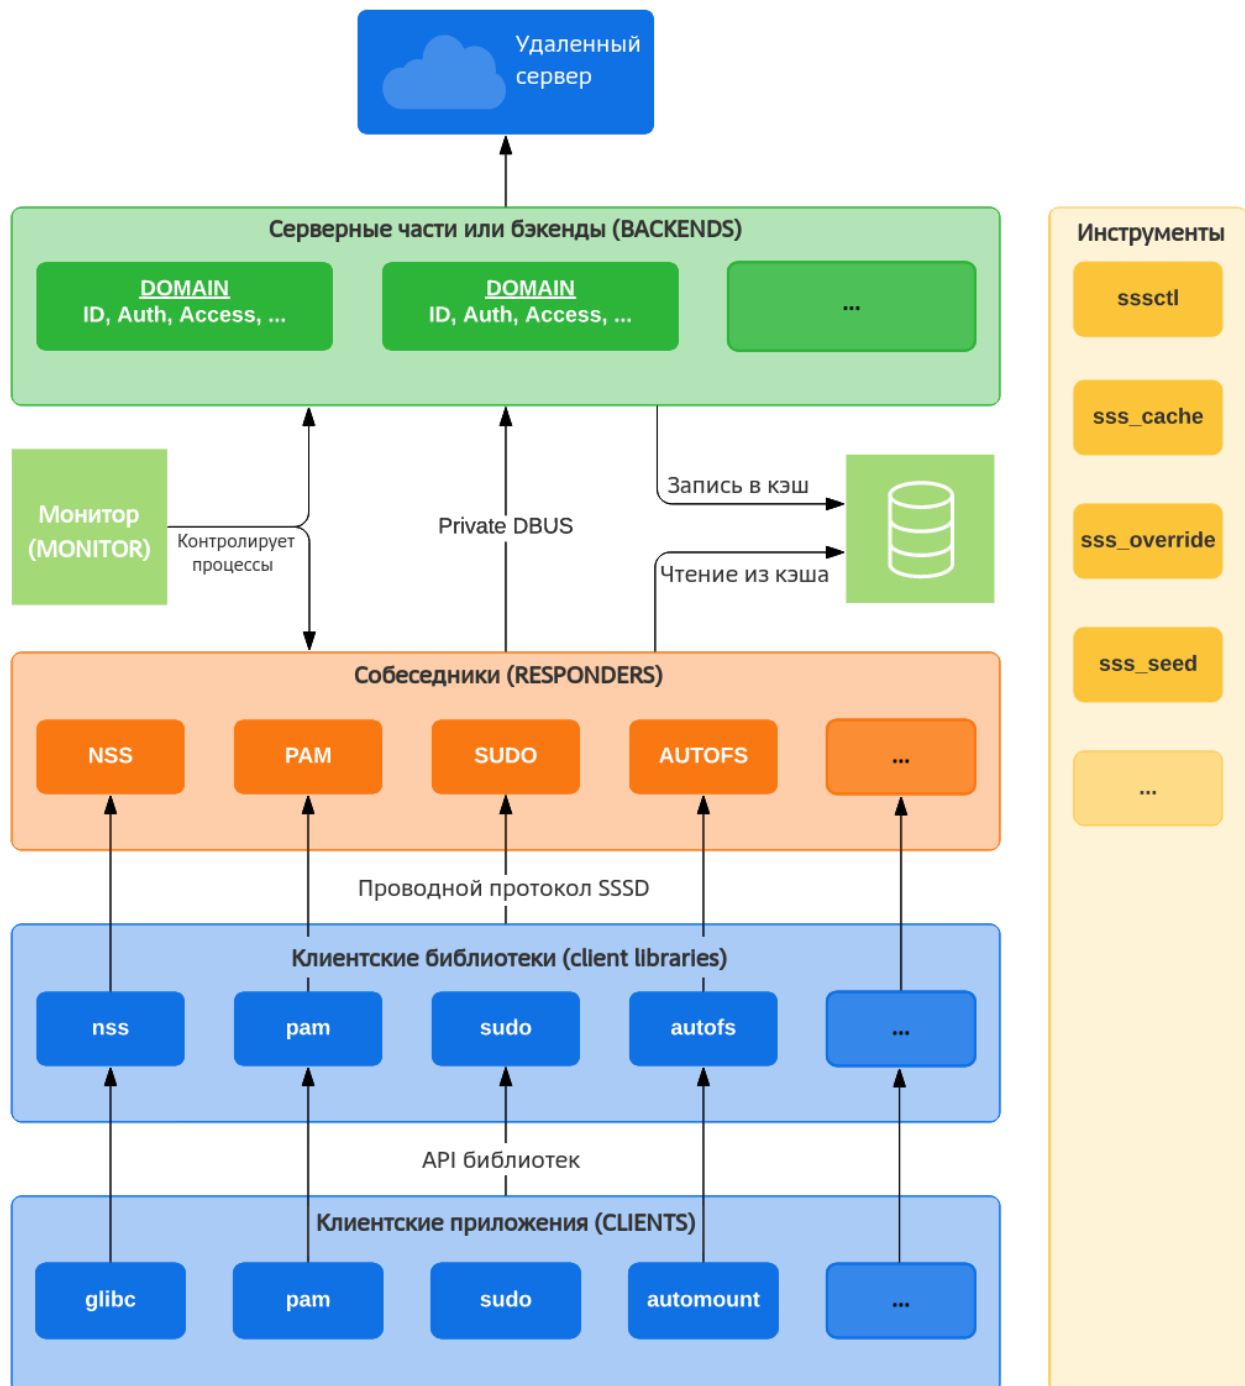 Удаленный
сервер
Серверные части или бэкенды (BACKENDS)
DOMAIN
ID, Auth, Access, ...
DOMAIN
ID, Auth, Access, ...
...
Инструменты
sssctl
sss_cache
sss_override
sss_seed
...
Монитор
(MONITOR)
Контролирует
процессы
Private DBUS
Запись в кэш
Чтение из кэша
Собеседники (RESPONDERS)
NSS
PAM
SUDO
AUTOFS
...
Проводной протокол SSSD
Клиентские библиотеки (client libraries)
nss
pam
sudo
autofs
...
API библиотек
Клиентские приложения (CLIENTS)
glibc
pam
sudo
automount
...